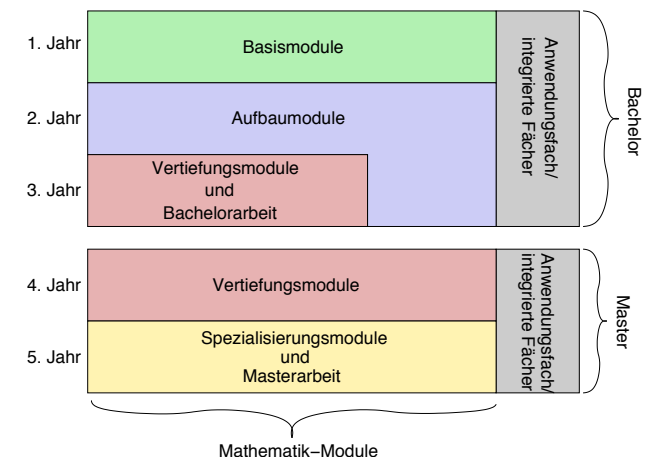 1. Jahr
Basismodule
2. Jahr
Aufbaumodule
3. Jahr
Vertiefungsmodule
und
Bachelorarbeit
Anwendungsfach/
integrierte Fächer
Bachelor
4. Jahr
Vertiefungsmodule
5. Jahr
Spezialisierungsmodule
und
Masterarbeit
Anwendungsfach/
integrierte Fächer
Master
Mathematik–Module